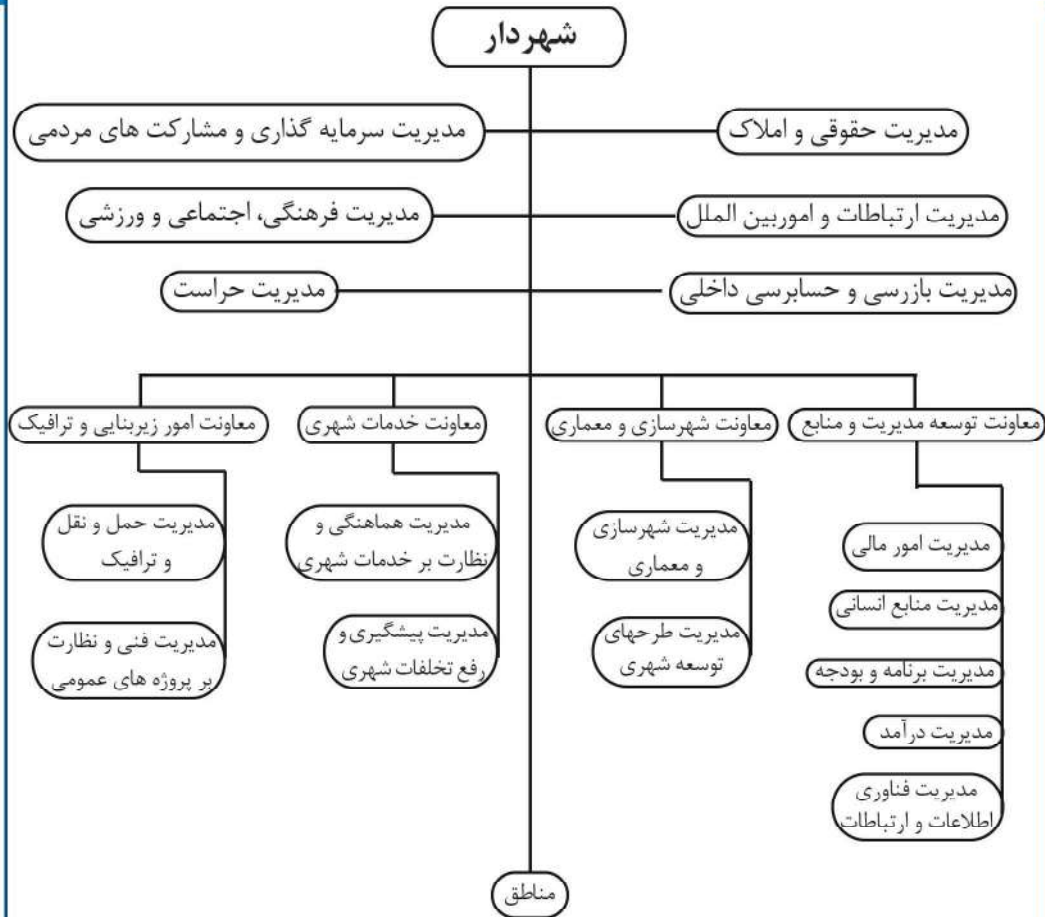 شهردار
مدیریت حقوقی و املاک
مدیریت سرمایه گذاری و مشارکت های مردمی
مدیریت ارتباطات و اموربین الملل
مدیریت فرهنگی، اجتماعی و ورزشی
مدیریت بازرسی و حسابرسی داخلی
مدیریت حراست
معاونت توسعه مدیریت و منابع
معاونت شهرسازی و معماری
معاونت خدمات شهری
معاونت امور زیربنایی و ترافیک
مدیریت امور مالی
مدیریت منابع انسانی
مدیریت برنامه و بودجه
مدیریت درآمد
مدیریت فناوری
اطلاعات و ارتباطات
مدیریت شهرسازی
و معماری
مدیریت طرحهای
توسعه شهری
مدیریت هماهنگی و
نظارت بر خدمات شهری
مدیریت پیشگیری و
رفع تخلفات شهری
مدیریت حمل و نقل
و ترافیک
مدیریت فنی و نظارت
بر پروژه های عمومی
مناطق